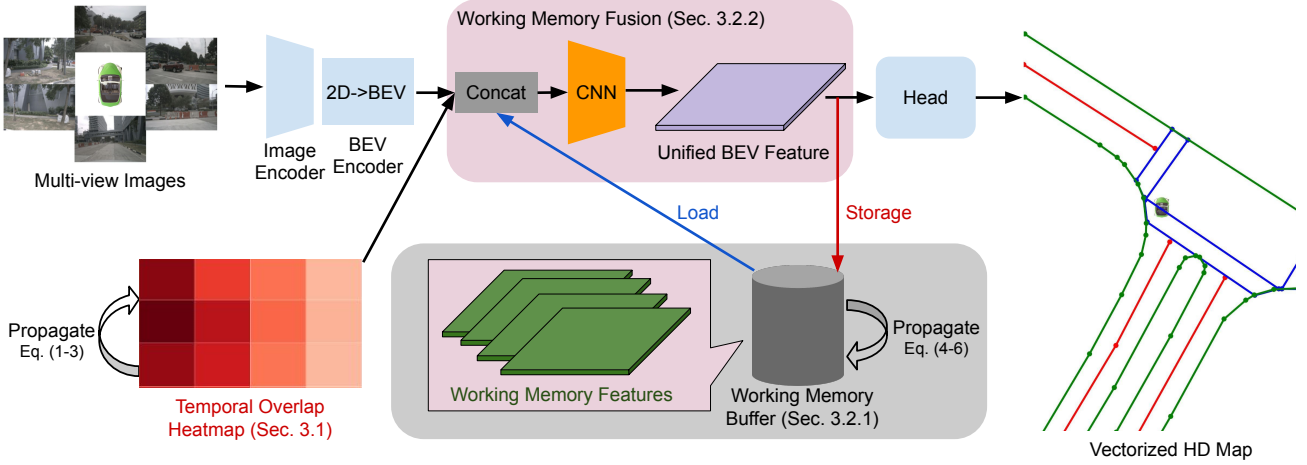 Working Memory Fusion (Sec. 3.2.2)
2D->BEV
Concat
CNN
Head
Image
Encoder
BEV
Encoder
Unified BEV Feature
Multi-view Images
Load
Storage
Propagate
Eq. (1-3)
Propagate
Eq. (4-6)
Working Memory Features
Working Memory
Buffer (Sec. 3.2.1)
Temporal Overlap
Heatmap (Sec. 3.1)
Vectorized HD Map